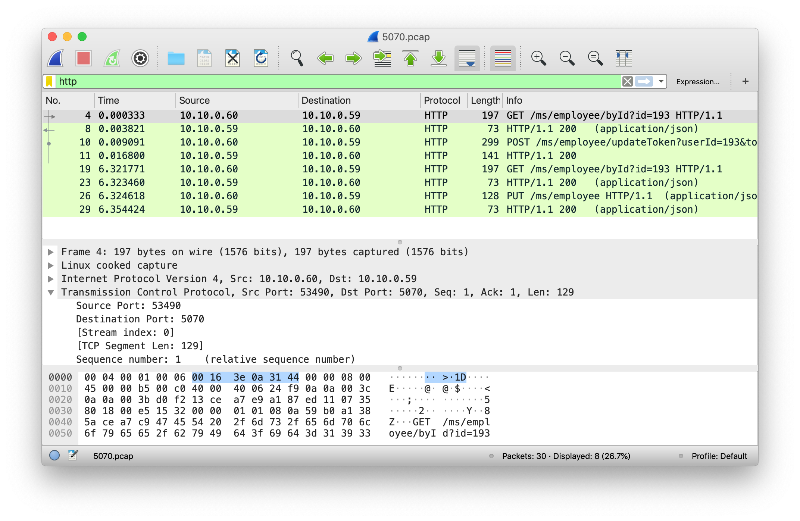 5070.pcap
http Expression... +
No. Time Source Destination Protocol Length Info
4 0.000333 10.10.0.60 10.10.0.59 HTTP 197 GET /ms/employee/byId?id=193 HTTP/1.1
8 0.003821 10.10.0.59 10.10.0.60 HTTP 73 HTTP/1.1 200 (application/json)
10 0.009091 10.10.0.60 10.10.0.59 HTTP 299 POST /ms/employee/updateToken?userId=193&to
11 0.016800 10.10.0.59 10.10.0.60 HTTP 141 HTTP/1.1 200
19 6.321771 10.10.0.60 10.10.0.59 HTTP 197 GET /ms/employee/byId?id=193 HTTP/1.1
23 6.323460 10.10.0.59 10.10.0.60 HTTP 73 HTTP/1.1 200 (application/json)
26 6.324618 10.10.0.60 10.10.0.59 HTTP 128 PUT /ms/employee HTTP/1.1 (application/jso
29 6.354424 10.10.0.59 10.10.0.60 HTTP 73 HTTP/1.1 200 (application/json)
Frame 4: 197 bytes on wire (1576 bits), 197 bytes captured (1576 bits)
Linux cooked capture
Internet Protocol Version 4, Src: 10.10.0.60, Dst: 10.10.0.59
Transmission Control Protocol, Src Port: 53490, Dst Port: 5070, Seq: 1, Ack: 1, Len: 129
Source Port: 53490
Destination Port: 5070
[Stream index: 0]
[TCP Segment Len: 129]
Sequence number: 1 (relative sequence number)
0000 00 04 00 01 00 06 00 16 3e 0a 31 44 00 00 08 00 ········ >·1D····
0010 45 00 00 b5 00 c0 40 00 40 06 24 f9 0a 0a 00 3c E·····@· @·$····<
0020 0a 0a 00 3b d0 f2 13 ce a7 e9 a1 87 ed 11 07 35 ···;···· ·······5
0030 80 18 00 e5 15 32 00 00 01 01 08 0a 59 b0 a1 38 ·····2·· ····Y··8
0040 5a ce a7 c9 47 45 54 20 2f 6d 73 2f 65 6d 70 6c Z···GET /ms/empl
0050 6f 79 65 65 2f 62 79 49 64 3f 69 64 3d 31 39 33 oyee/byI d?id=193
5070.pcap Packets: 30 · Displayed: 8 (26.7%) Profile: Default